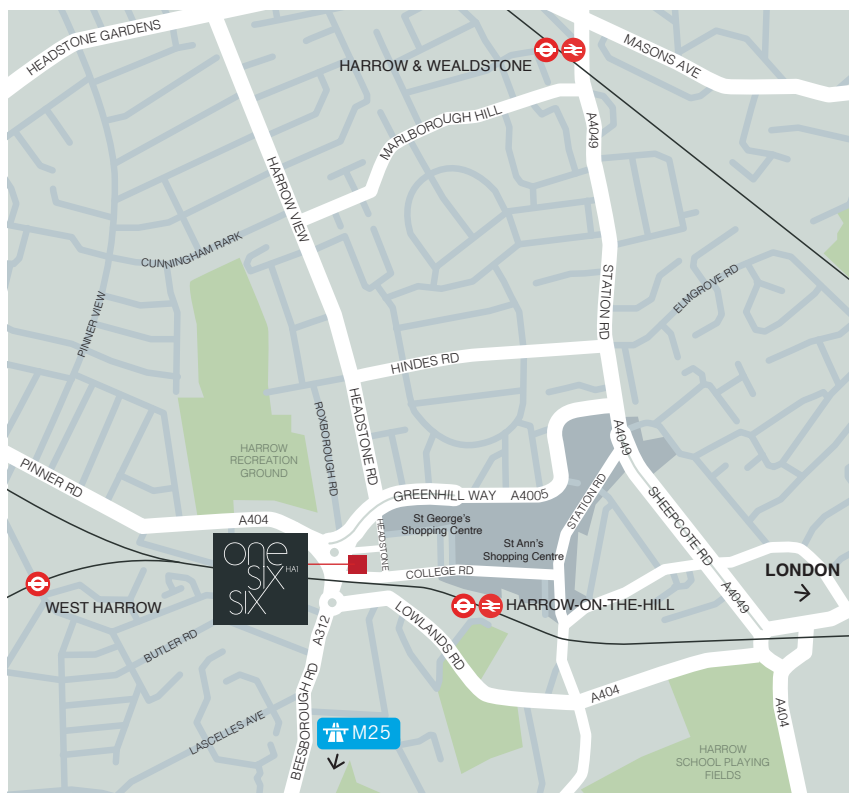 HEADSTONE GARDENS
HARROW & WEALDSTONE
MASONS AVE
MARLBOROUGH HILL
A4049
HARROW VIEW
CUNNINGHAM PARK
STATION RD
ELMGROVE RD
PINNER VIEW
HINDES RD
HEADSTONE RD
ROXBOROUGH RD
A4049
HARROW
RECREATION
GROUND
PINNER RD
GREENHILL WAY
A4005
STATION RD
SHEEPCOTE RD
A404
St George's
Shopping Centre
HEADSTONE
St Ann's
Shopping Centre
one
six
HA1
six
COLLEGE RD
LONDON
WEST HARROW
HARROW-ON-THE-HILL
A4049
BUTLER RD
A312
LOWLANDS RD
LASCELLES AVE
BEESBOROUGH RD
A404
A404
M25
HARROW
SCHOOL PLAYING
FIELDS